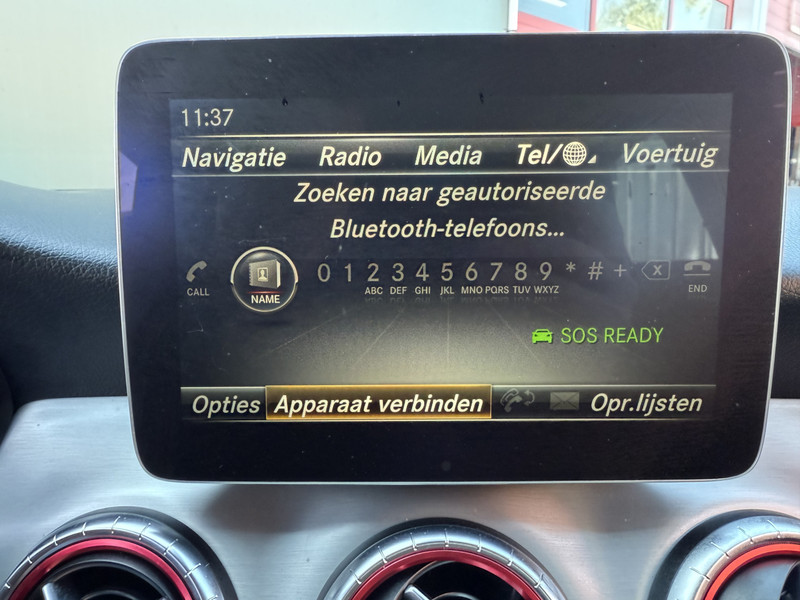 11:37
Navigatie Radio Media Tel/ Voertuig
Zoeken naar geautoriseerde
Bluetooth-telefoons...
0 1 2 3 4 5 6 7 8 9 * # + X
CALL NAME ABC DEF GHI JKL MNO PQRS TUV WXYZ END
SOS READY
Opties Apparaat verbinden Opr.lijsten